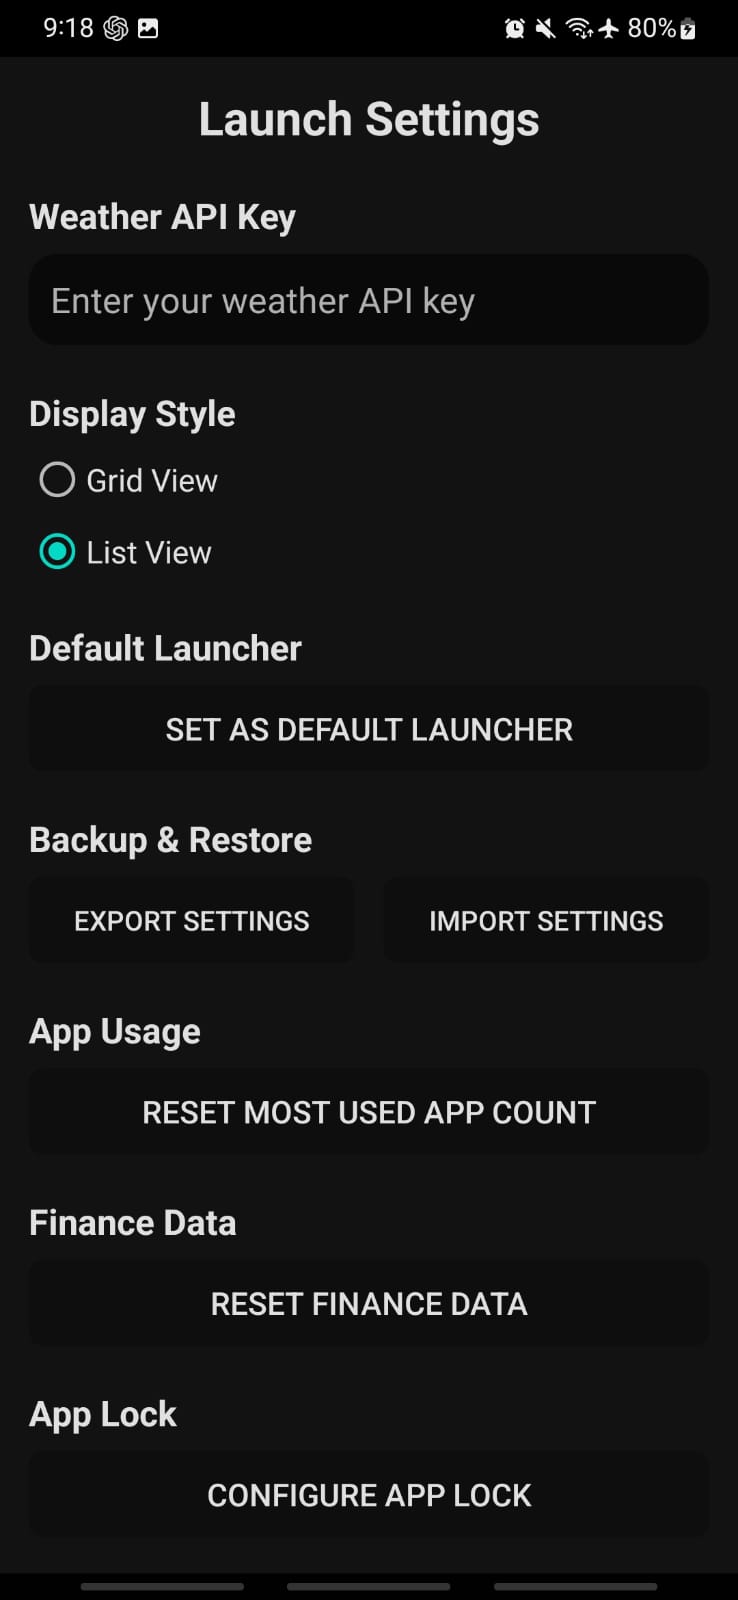 9:18 80%
Launch Settings
Weather API Key
Enter your weather API key
Display Style
Grid View
List View
Default Launcher
SET AS DEFAULT LAUNCHER
Backup & Restore
EXPORT SETTINGS IMPORT SETTINGS
App Usage
RESET MOST USED APP COUNT
Finance Data
RESET FINANCE DATA
App Lock
CONFIGURE APP LOCK